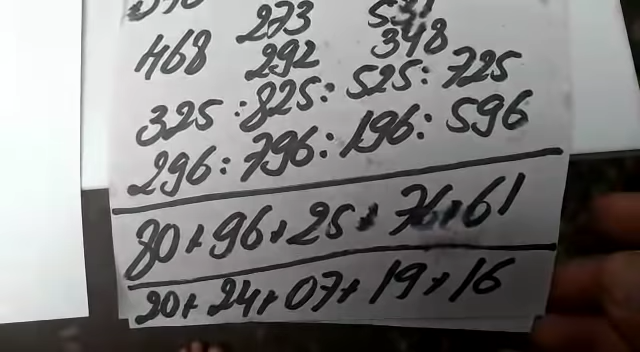 273 531
468 292 348
325 : 825 : 525 : 725
296 : 796 : 196 : 596
80 + 96 + 25 + 76 + 61
20 + 24 + 07 + 19 + 16